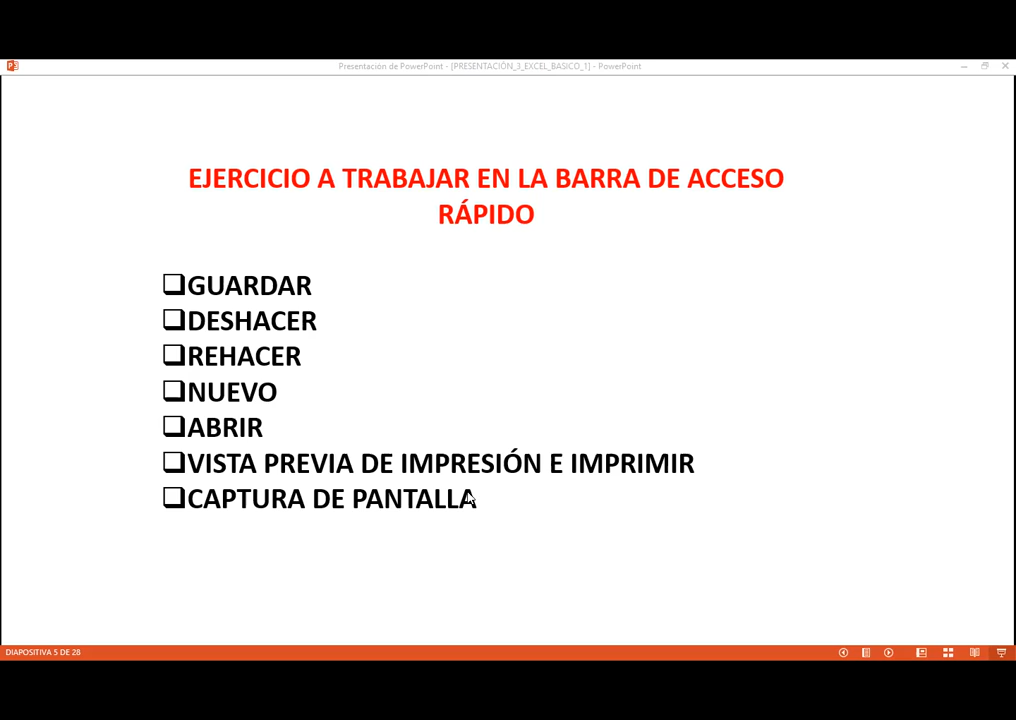 Presentación de PowerPoint - [PRESENTACIÓN_3_EXCEL_BASICO_1] - PowerPoint
EJERCICIO A TRABAJAR EN LA BARRA DE ACCESO
RÁPIDO
GUARDAR
DESHACER
REHACER
NUEVO
ABRIR
VISTA PREVIA DE IMPRESIÓN E IMPRIMIR
CAPTURA DE PANTALLA
DIAPOSITIVA 5 DE 28